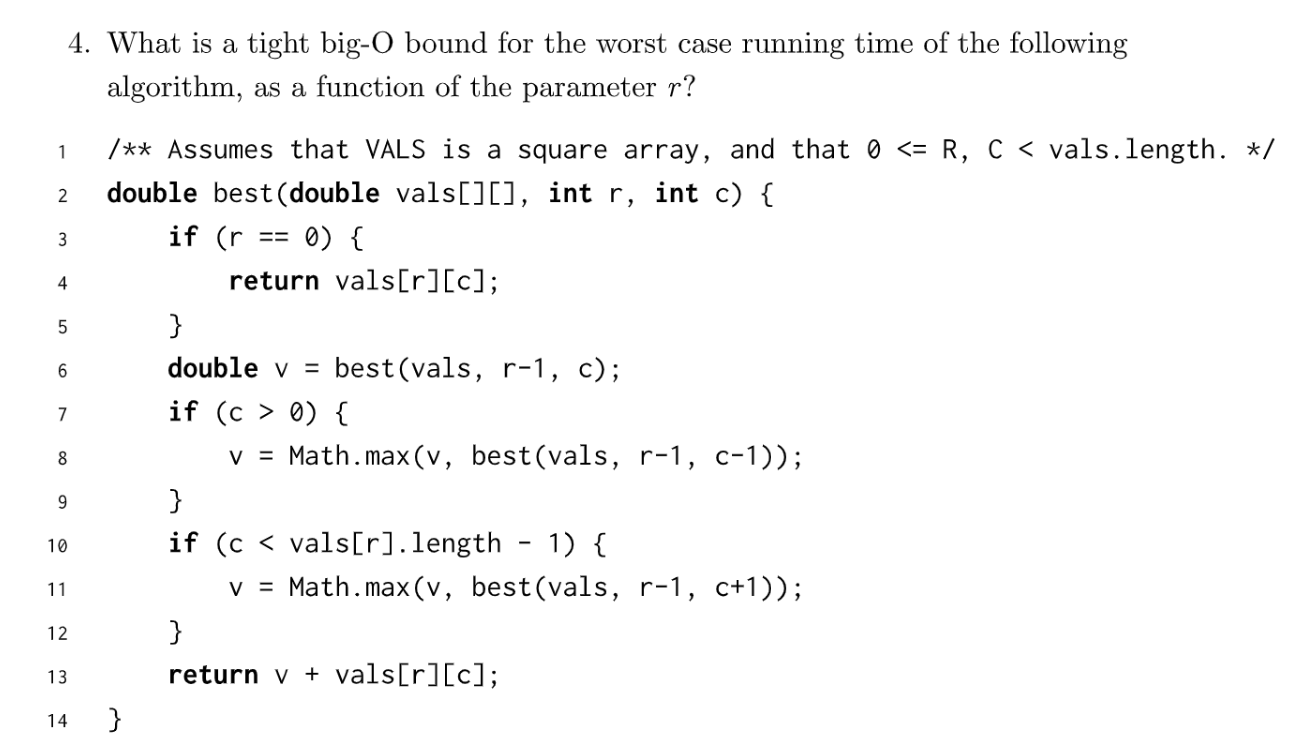 4. What is a tight big-O bound for the worst case running time of the following
algorithm, as a function of the parameter r?
1 /** Assumes that VALS is a square array, and that 0 <= R, C < vals.length. */
2 double best(double vals[][], int r, int c) {
3     if (r == 0) {
4         return vals[r][c];
5     }
6     double v = best(vals, r-1, c);
7     if (c > 0) {
8         v = Math.max(v, best(vals, r-1, c-1));
9     }
10     if (c < vals[r].length - 1) {
11         v = Math.max(v, best(vals, r-1, c+1));
12     }
13     return v + vals[r][c];
14 }